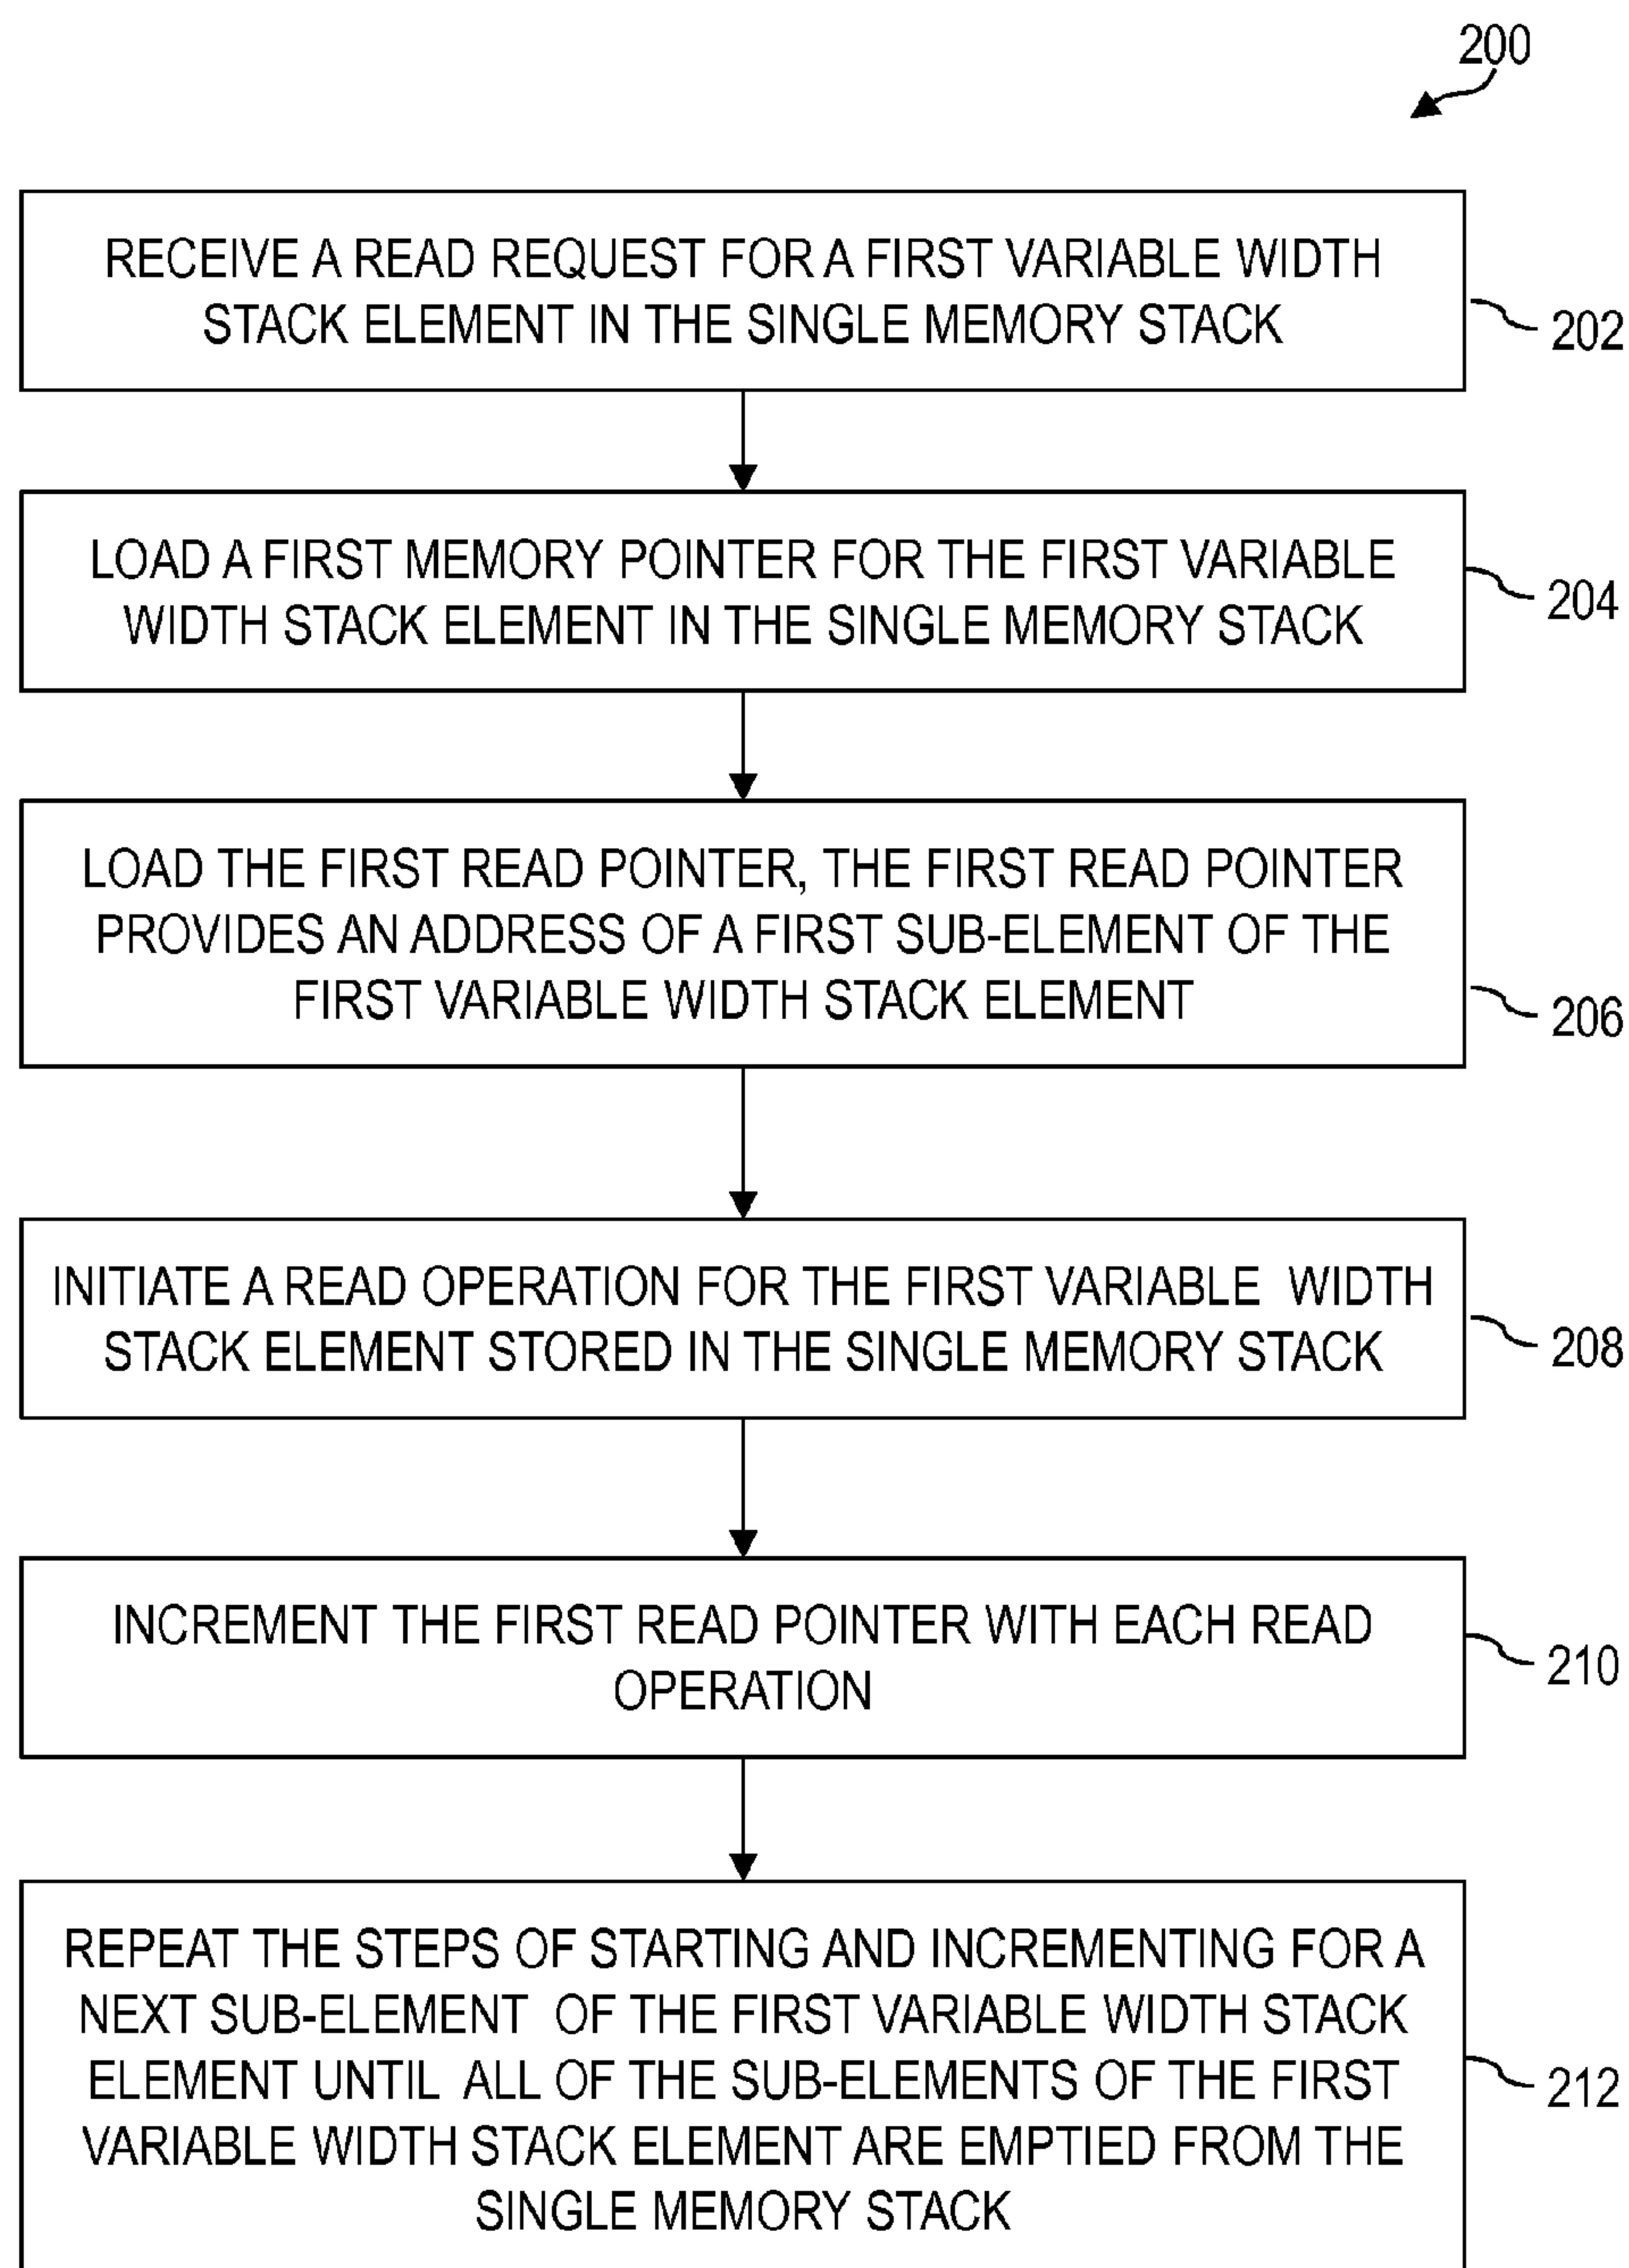 200
RECEIVE A READ REQUEST FOR A FIRST VARIABLE WIDTH
STACK ELEMENT IN THE SINGLE MEMORY STACK
202
LOAD A FIRST MEMORY POINTER FOR THE FIRST VARIABLE
WIDTH STACK ELEMENT IN THE SINGLE MEMORY STACK
204
LOAD THE FIRST READ POINTER, THE FIRST READ POINTER
PROVIDES AN ADDRESS OF A FIRST SUB-ELEMENT OF THE
FIRST VARIABLE WIDTH STACK ELEMENT
206
INITIATE A READ OPERATION FOR THE FIRST VARIABLE WIDTH
STACK ELEMENT STORED IN THE SINGLE MEMORY STACK
208
INCREMENT THE FIRST READ POINTER WITH EACH READ
OPERATION
210
REPEAT THE STEPS OF STARTING AND INCREMENTING FOR A
NEXT SUB-ELEMENT OF THE FIRST VARIABLE WIDTH STACK
ELEMENT UNTIL ALL OF THE SUB-ELEMENTS OF THE FIRST
VARIABLE WIDTH STACK ELEMENT ARE EMPTIED FROM THE
SINGLE MEMORY STACK
212